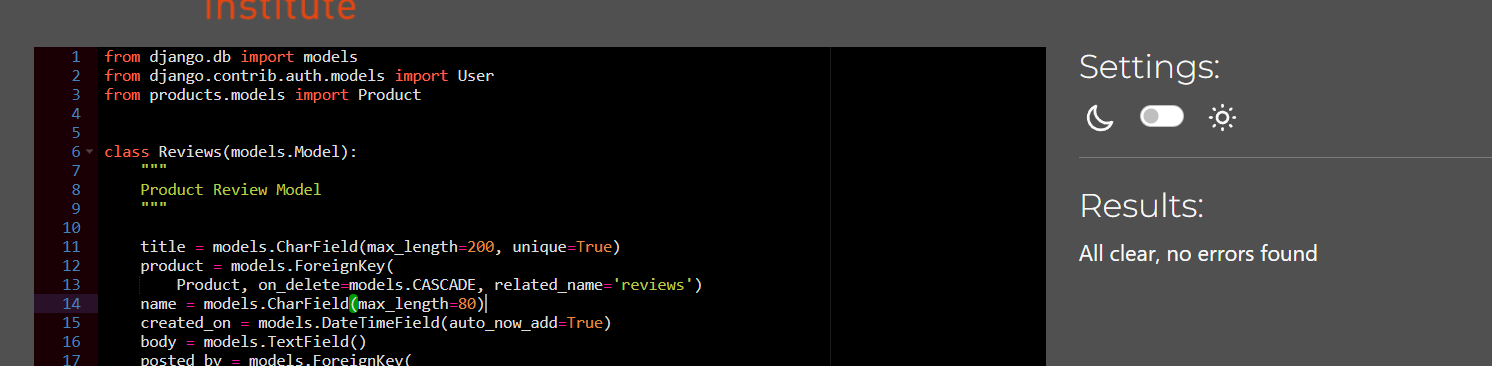 Institute
1 from django.db import models
2 from django.contrib.auth.models import User
3 from products.models import Product
4
5
6 class Reviews(models.Model):
7     """
8     Product Review Model
9     """
10
11     title = models.CharField(max_length=200, unique=True)
12     product = models.ForeignKey(
13         Product, on_delete=models.CASCADE, related_name='reviews')
14     name = models.CharField(max_length=80)
15     created_on = models.DateTimeField(auto_now_add=True)
16     body = models.TextField()
17     posted_by = models.ForeignKey(
Settings:
Results:
All clear, no errors found